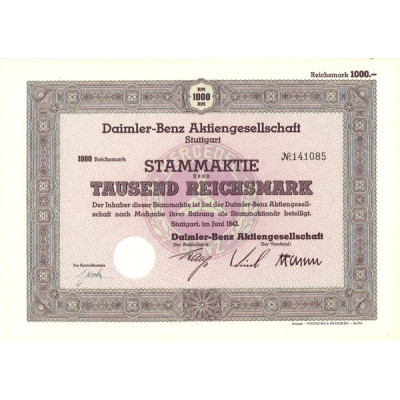 Reichsmark 1000.—
RM
1000
RM
Daimler-Benz Aktiengesellschaft
Stuttgart
1000 Reichsmark
№ 141085
STAMMAKTIE
ÜBER
TAUSEND REICHSMARK
Der Inhaber dieser Stammaktie ist bei der Daimler-Benz Aktiengesell-
schaft nach Maßgabe ihrer Satzung als Stammaktionär beteiligt.
Stuttgart, im Juni 1942.
Daimler-Benz Aktiengesellschaft
Der Aufsichtsrat: Der Vorstand:
Der Kontrollbeamte